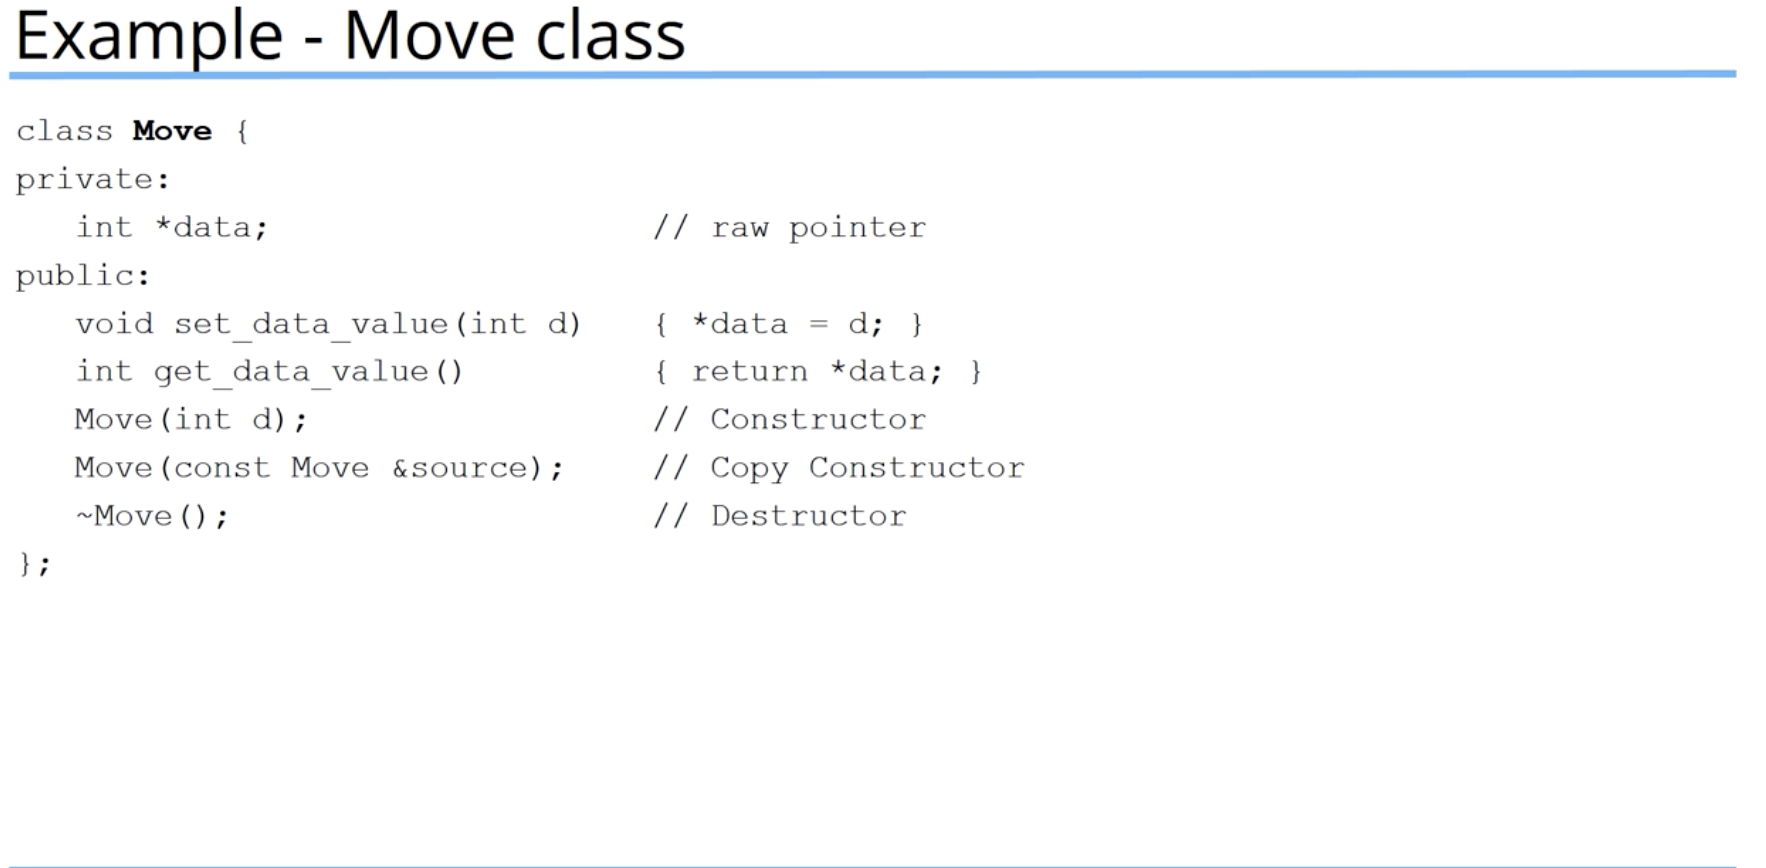 Example - Move class
class Move {
private:
int *data; // raw pointer
public:
void set_data_value(int d) { *data = d; }
int get_data_value() { return *data; }
Move(int d); // Constructor
Move(const Move &source); // Copy Constructor
~Move(); // Destructor
};